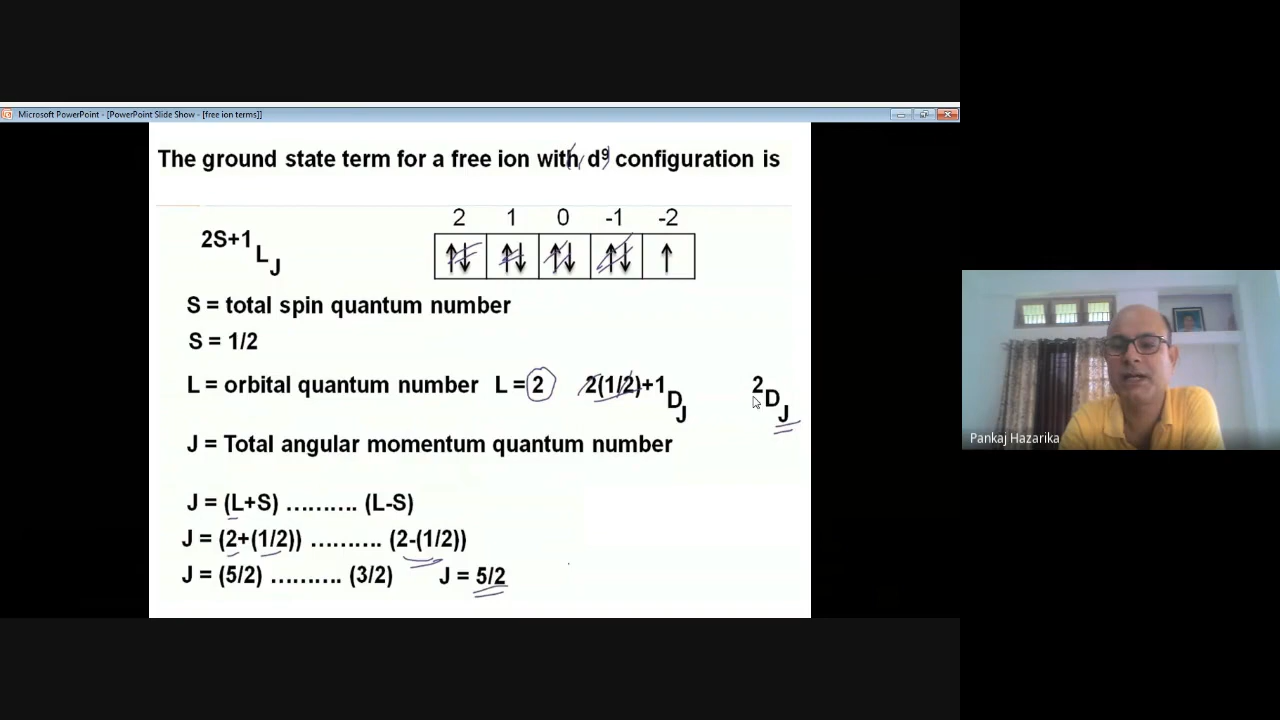 Microsoft PowerPoint - [PowerPoint Slide Show - [free ion terms]]
The ground state term for a free ion with d⁹ configuration is
2S+1 L J
2 1 0 -1 -2
S = total spin quantum number
S = 1/2
L = orbital quantum number L = 2 2(1/2)+1 D J 2 D J
J = Total angular momentum quantum number
J = (L+S) ………. (L-S)
J = (2+(1/2)) ………. (2-(1/2))
J = (5/2) ………. (3/2) J = 5/2
Pankaj Hazarika